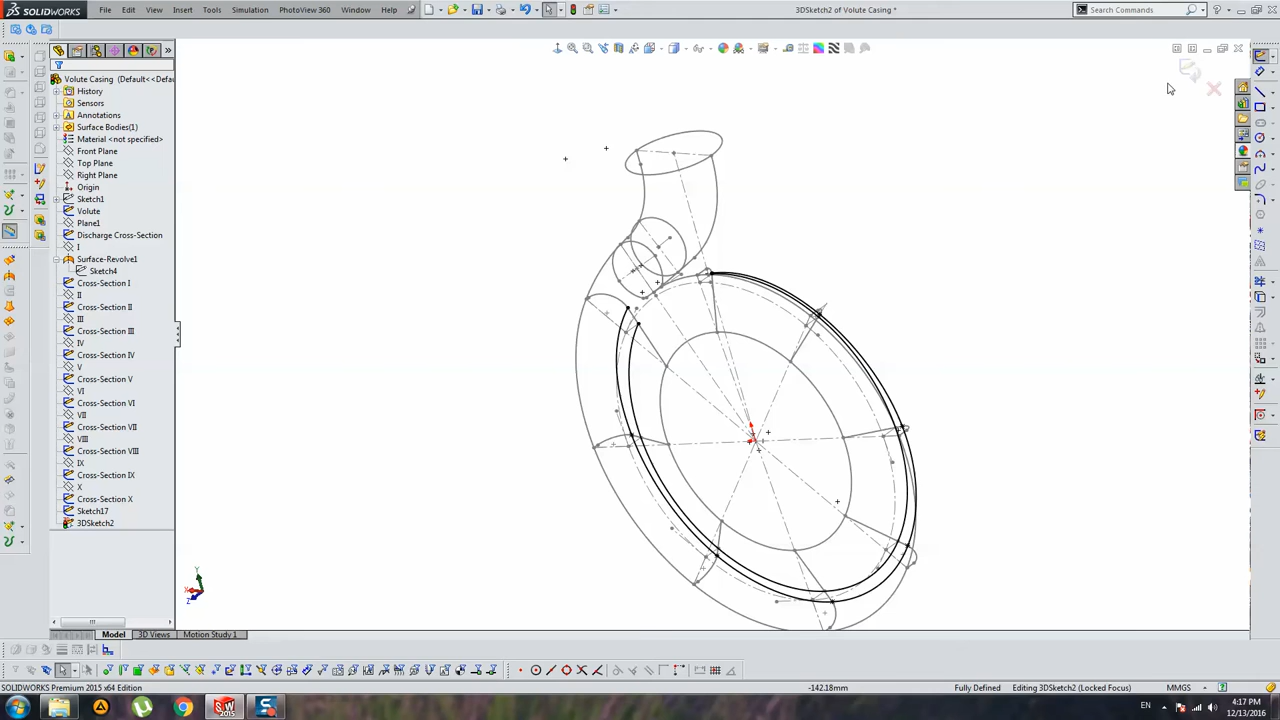 SOLIDWORKS
File Edit View Insert Tools Simulation PhotoView 360 Window Help
3DSketch2 of Volute Casing *
Search Commands
Volute Casing (Default<<Defau
History
Sensors
Annotations
Surface Bodies(1)
Material <not specified>
Front Plane
Top Plane
Right Plane
Origin
Sketch1
Volute
Plane1
Discharge Cross-Section
I
Surface-Revolve1
Sketch4
Cross-Section I
II
Cross-Section II
III
Cross-Section III
IV
Cross-Section IV
V
Cross-Section V
VI
Cross-Section VI
VII
Cross-Section VII
VIII
Cross-Section VIII
IX
Cross-Section IX
X
Cross-Section X
Sketch17
3DSketch2
Y
X
Z
Model 3D Views Motion Study 1
SOLIDWORKS Premium 2015 x64 Edition
-142.18mm Fully Defined Editing 3DSketch2 (Locked Focus) MMGS
EN
4:17 PM
12/13/2016